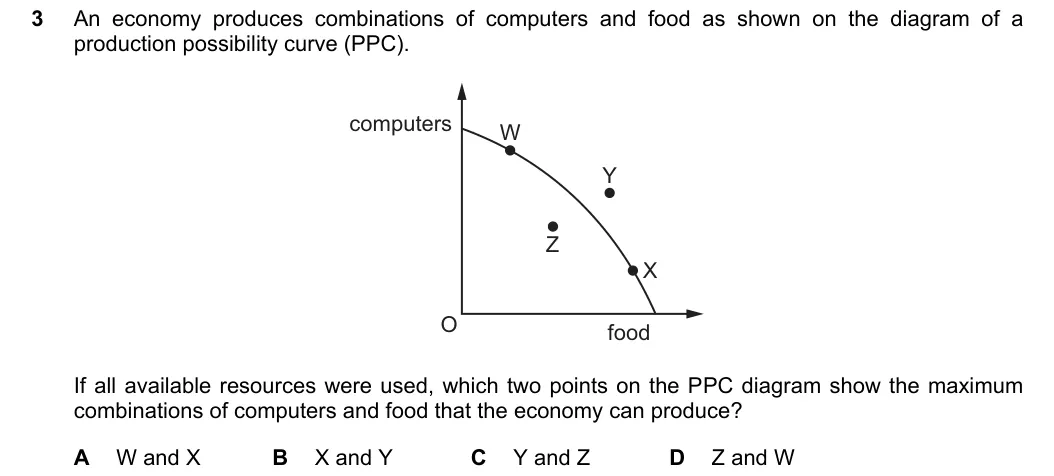 3 An economy produces combinations of computers and food as shown on the diagram of a
production possibility curve (PPC).
computers
W
Y
Z
X
O
food
If all available resources were used, which two points on the PPC diagram show the maximum
combinations of computers and food that the economy can produce?
A W and X B X and Y C Y and Z D Z and W